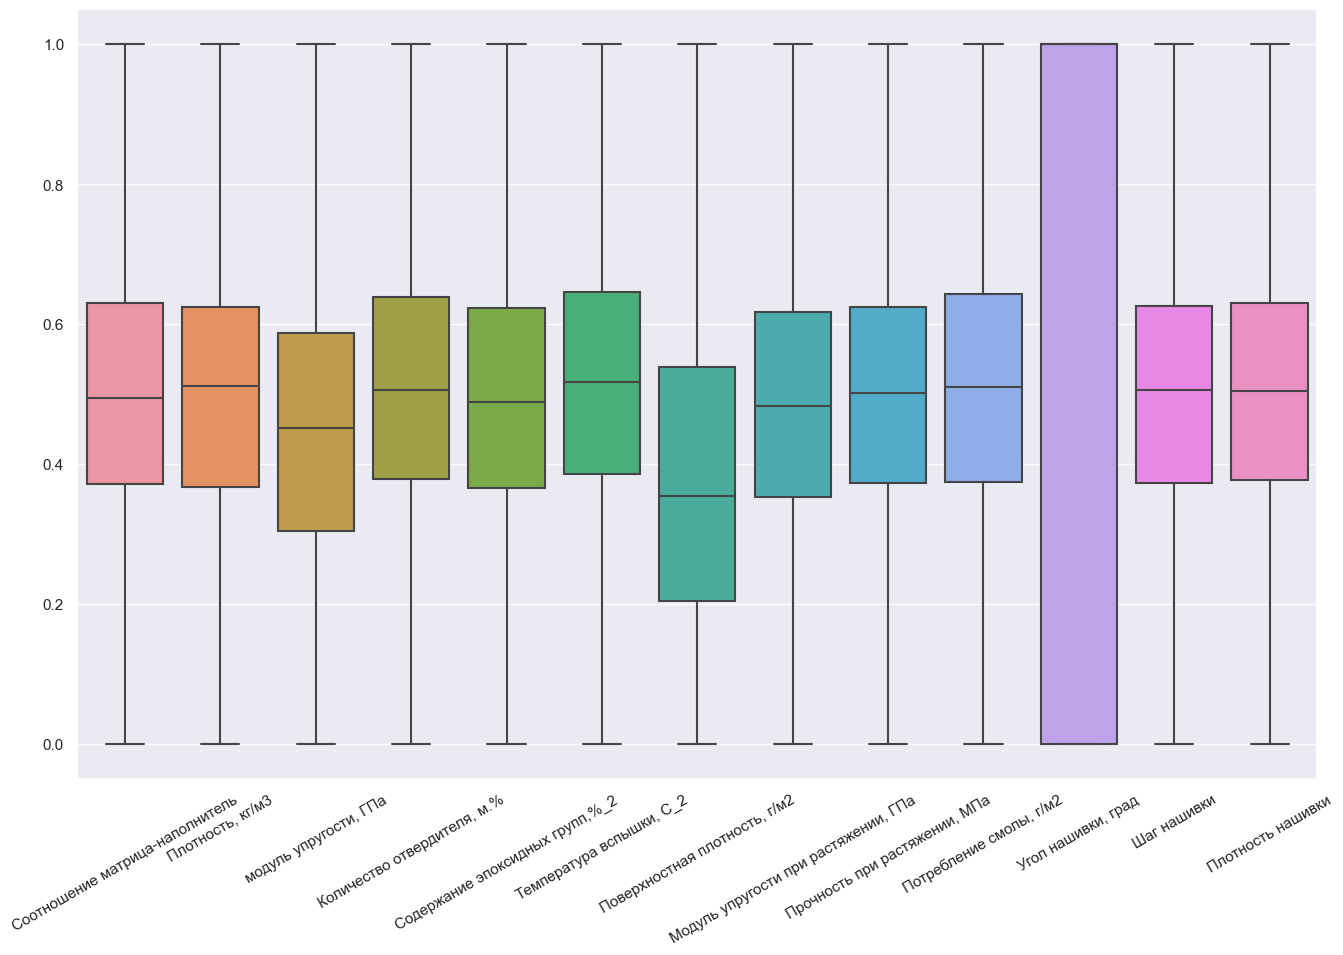 1.0
0.8
0.6
0.4
0.2
0.0
Соотношение матрица-наполнитель
Плотность, кг/м3
модуль упругости, ГПа
Количество отвердителя, м.%
Содержание эпоксидных групп,%_2
Температура вспышки, С_2
Поверхностная плотность, г/м2
Модуль упругости при растяжении, ГПа
Прочность при растяжении, МПа
Потребление смолы, г/м2
Угол нашивки, град
Шаг нашивки
Плотность нашивки